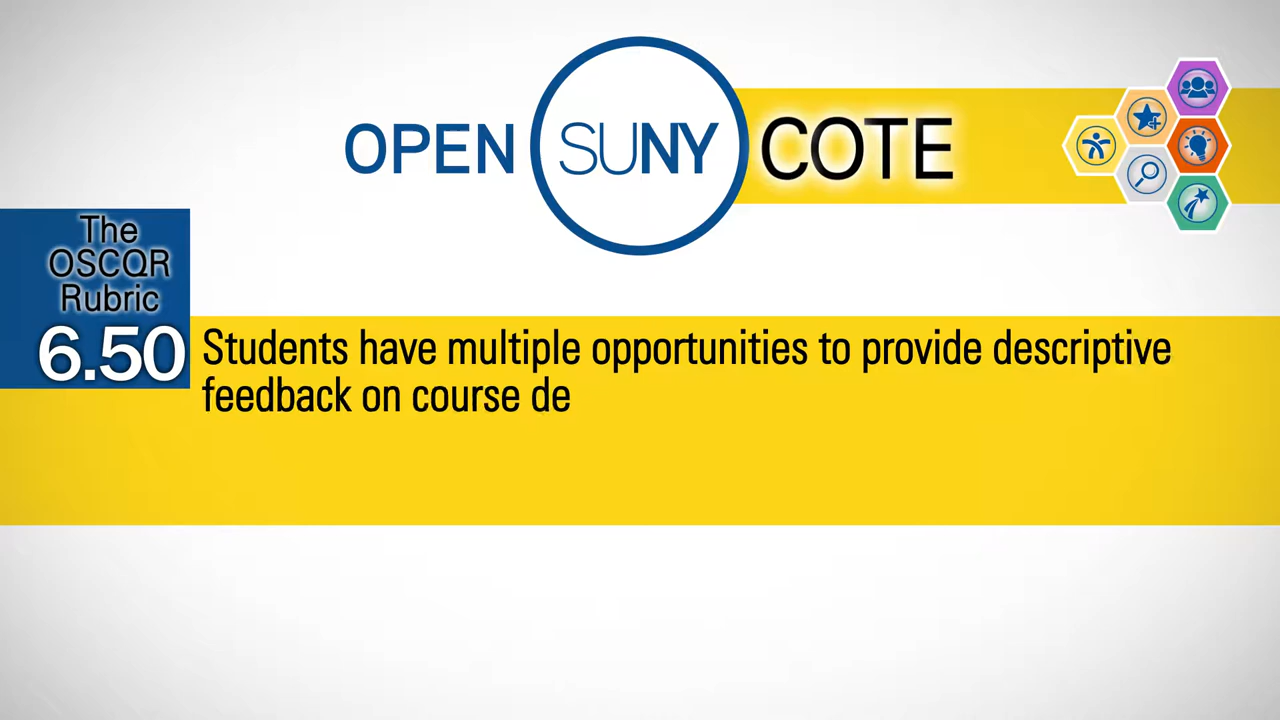 OPEN SUNY COTE
The
OSCQR
Rubric
6.50
Students have multiple opportunities to provide descriptive
feedback on course de